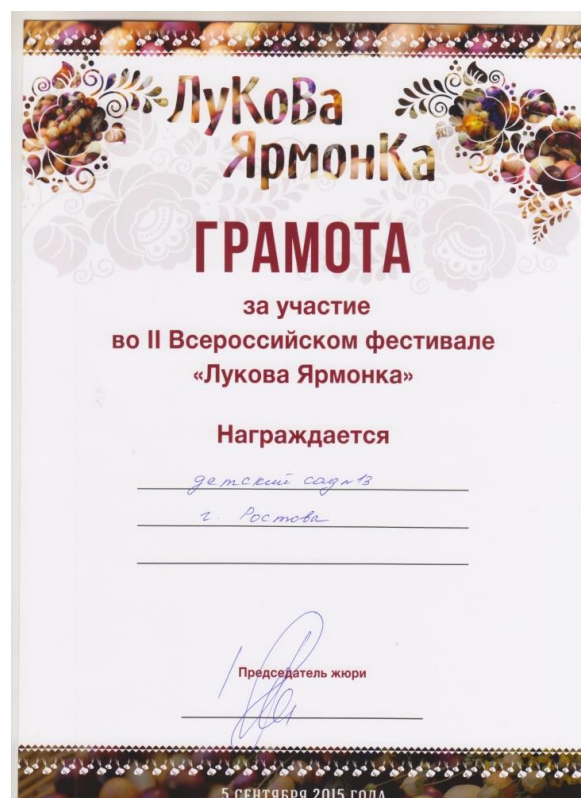 ЛуКоВа
ЯрмонКа
ГРАМОТА
за участие
во II Всероссийском фестивале
«Лукова Ярмонка»
Награждается
детский сад №13
г. Ростова
Председатель жюри
5 СЕНТЯБРЯ 2015 ГОДА